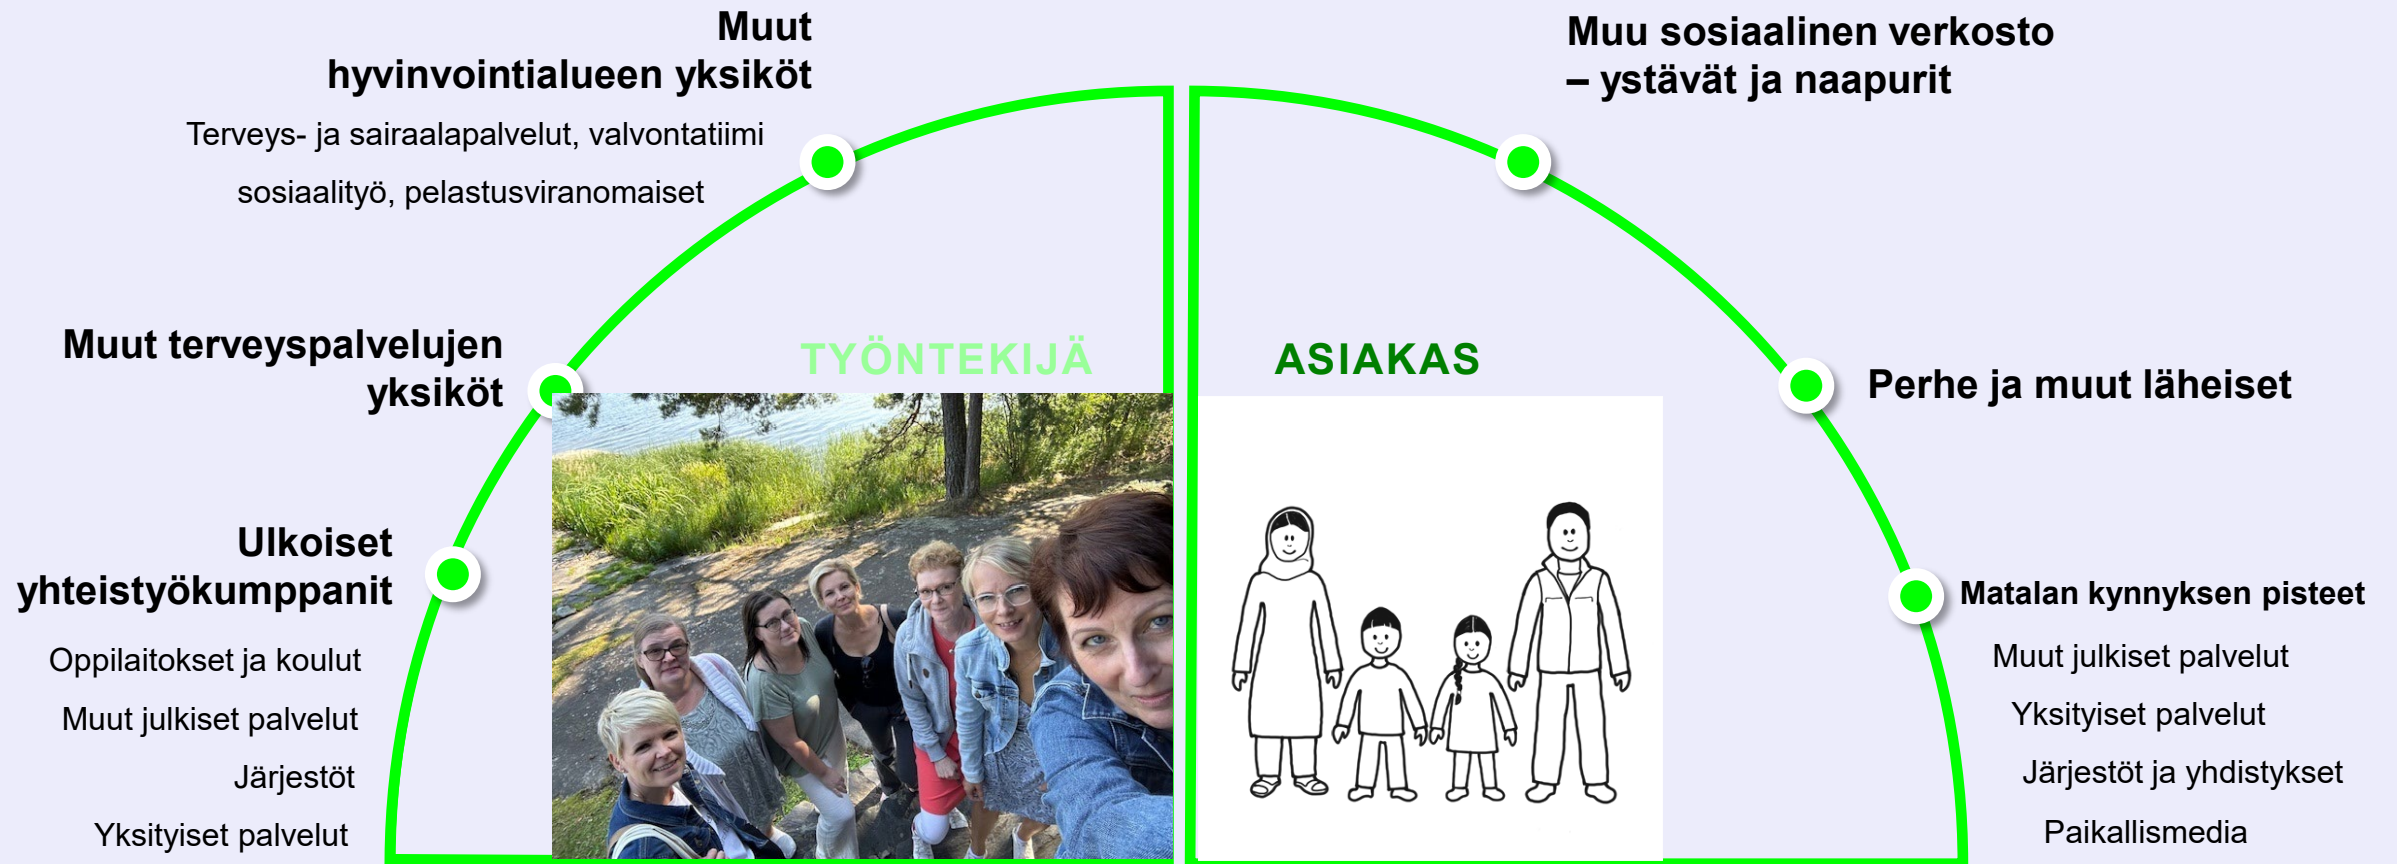 Muut
hyvinvointialueen yksiköt
Terveys- ja sairaalapalvelut, valvontatiimi
sosiaalityö, pelastusviranomaiset
Muut terveyspalvelujen
yksiköt
Ulkoiset
yhteistyökumppanit
Oppilaitokset ja koulut
Muut julkiset palvelut
Järjestöt
Yksityiset palvelut
TYÖNTEKIJÄ
ASIAKAS
Muu sosiaalinen verkosto
– ystävät ja naapurit
Perhe ja muut läheiset
Matalan kynnyksen pisteet
Muut julkiset palvelut
Yksityiset palvelut
Järjestöt ja yhdistykset
Paikallismedia